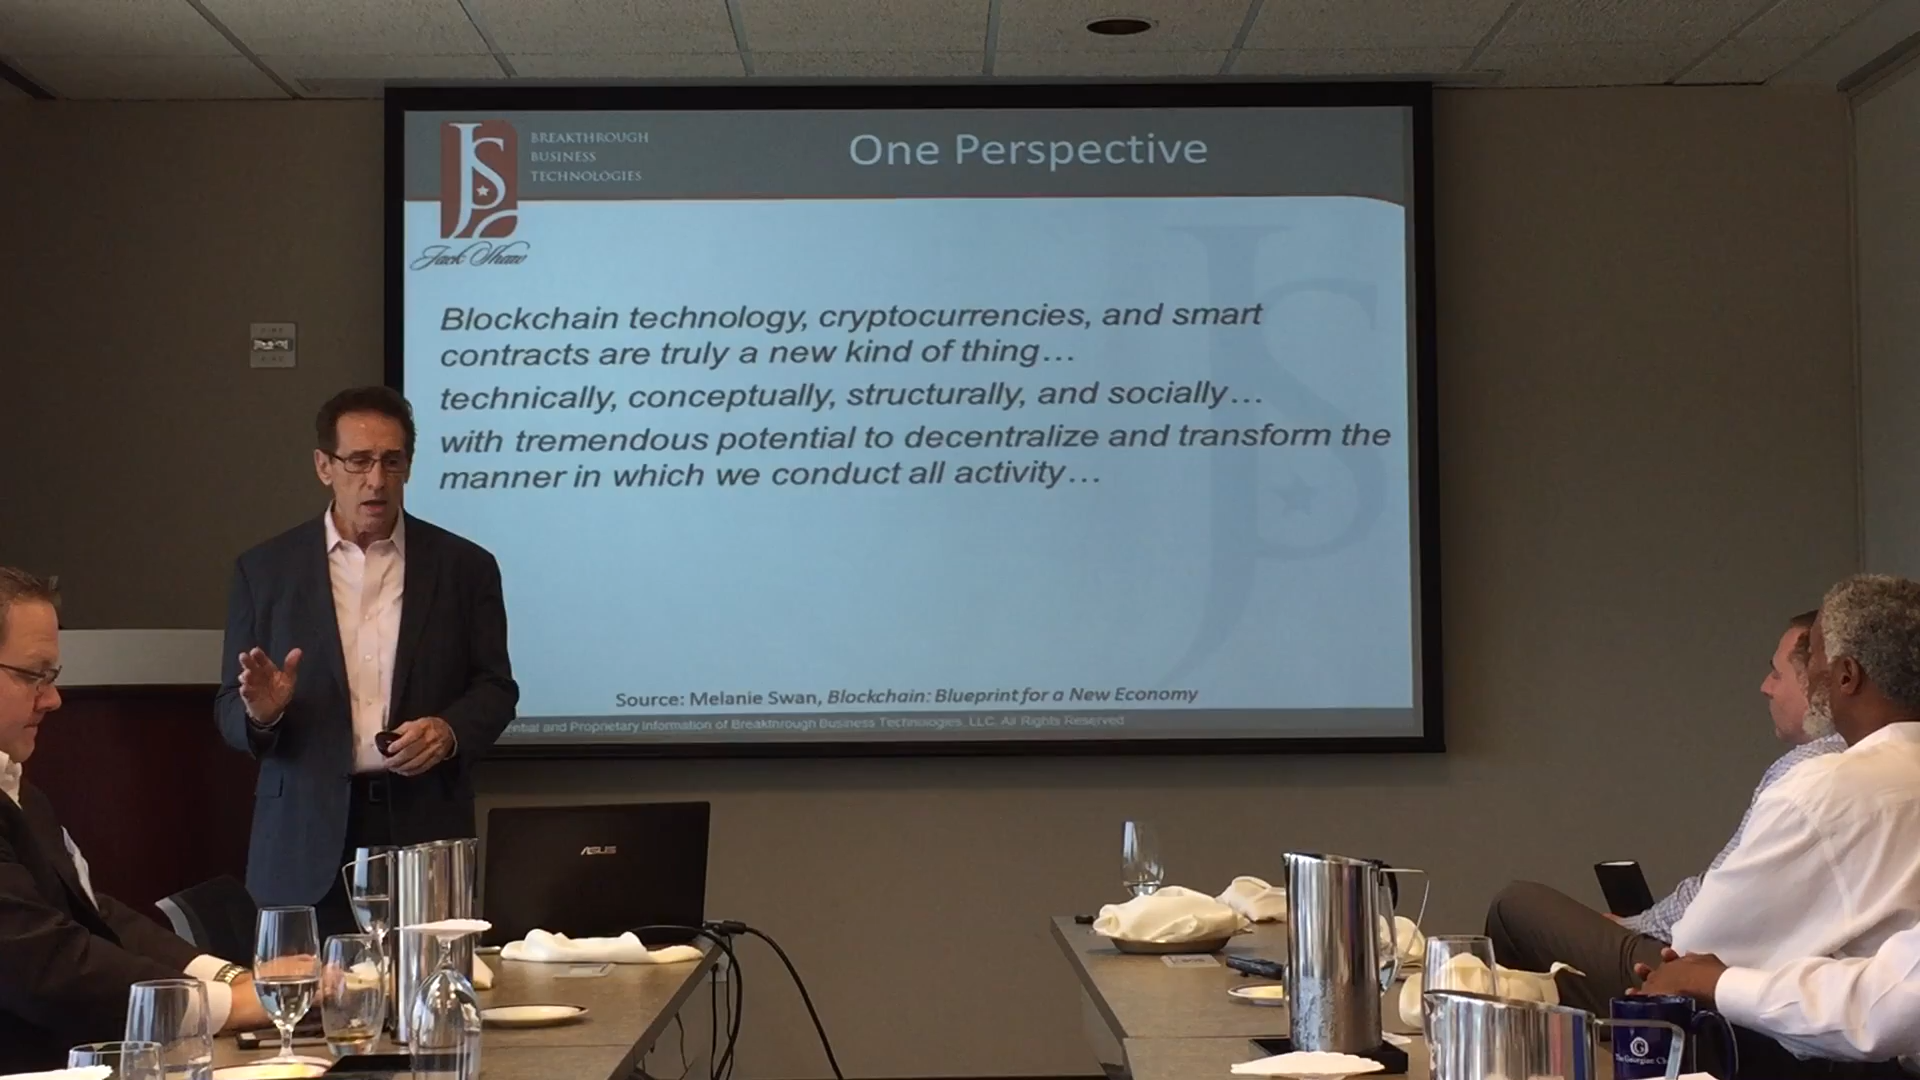 BREAKTHROUGH
BUSINESS
TECHNOLOGIES
One Perspective
JS
Jack Shaw
Blockchain technology, cryptocurrencies, and smart
contracts are truly a new kind of thing…
technically, conceptually, structurally, and socially…
with tremendous potential to decentralize and transform the
manner in which we conduct all activity…
Source: Melanie Swan, Blockchain: Blueprint for a New Economy
and Proprietary Information of Breakthrough Business Technologies, LLC. All Rights Reserved
ASUS
The Georgian